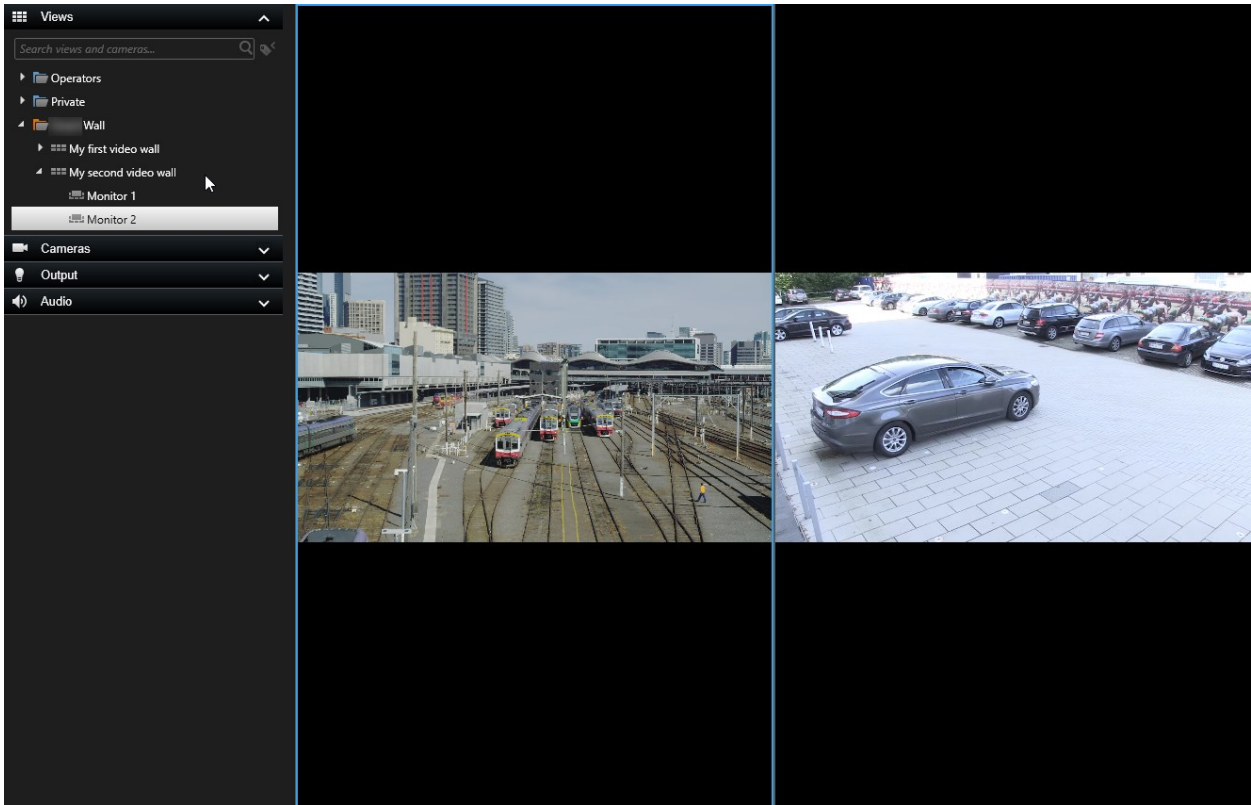 Views
Search views and cameras...
Operators
Private
Wall
My first video wall
My second video wall
Monitor 1
Monitor 2
Cameras
Output
Audio